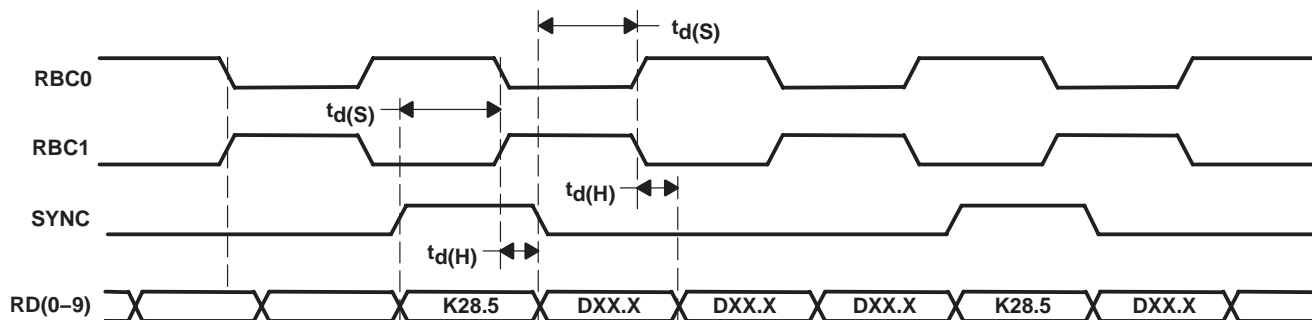 td(S)
RBC0
td(S)
RBC1
td(H)
SYNC
td(H)
RD(0–9) K28.5 DXX.X DXX.X DXX.X K28.5 DXX.X